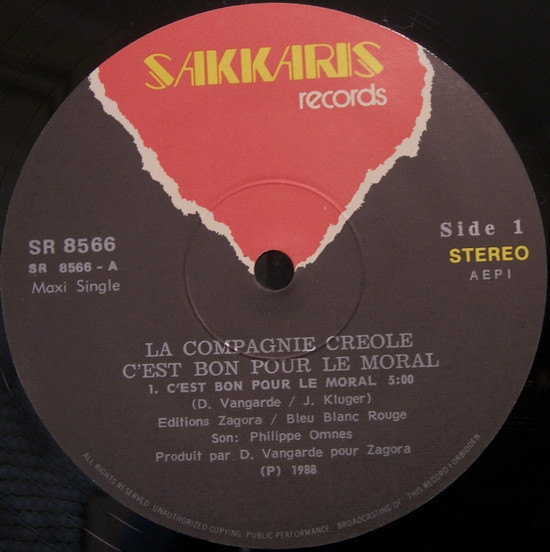 SAKKARIS
records
SR 8566
SR 8566 - A
Maxi Single
Side 1
STEREO
AEPI
LA COMPAGNIE CREOLE
C'EST BON POUR LE MORAL
1. C'EST BON POUR LE MORAL 5:00
(D. Vangarde / J. Kluger)
Editions Zagora / Bleu Blanc Rouge
Son: Philippe Omnes
Produit par D. Vangarde pour Zagora
(P) 1988
ALL RIGHTS RESERVED. UNAUTHORIZED COPYING, PUBLIC PERFORMANCE, BROADCASTING OF THIS RECORD FORBIDDEN